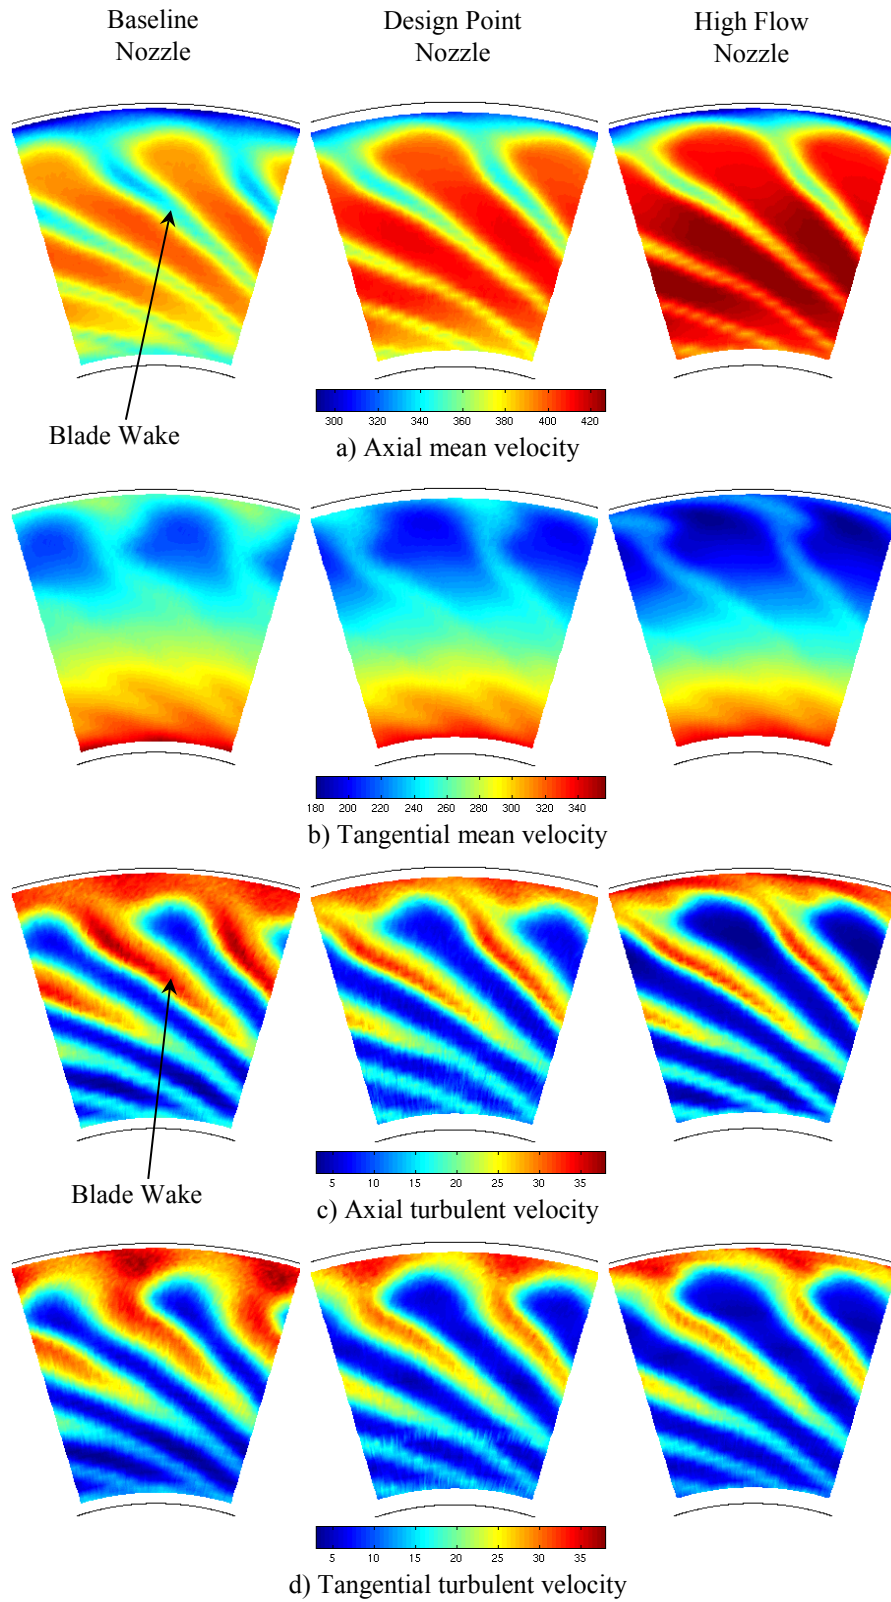 Baseline
Nozzle
Design Point
Nozzle
High Flow
Nozzle
Blade Wake
300 320 340 360 380 400 420
a) Axial mean velocity
180 200 220 240 260 280 300 320 340
b) Tangential mean velocity
Blade Wake
5 10 15 20 25 30 35
c) Axial turbulent velocity
5 10 15 20 25 30 35
d) Tangential turbulent velocity